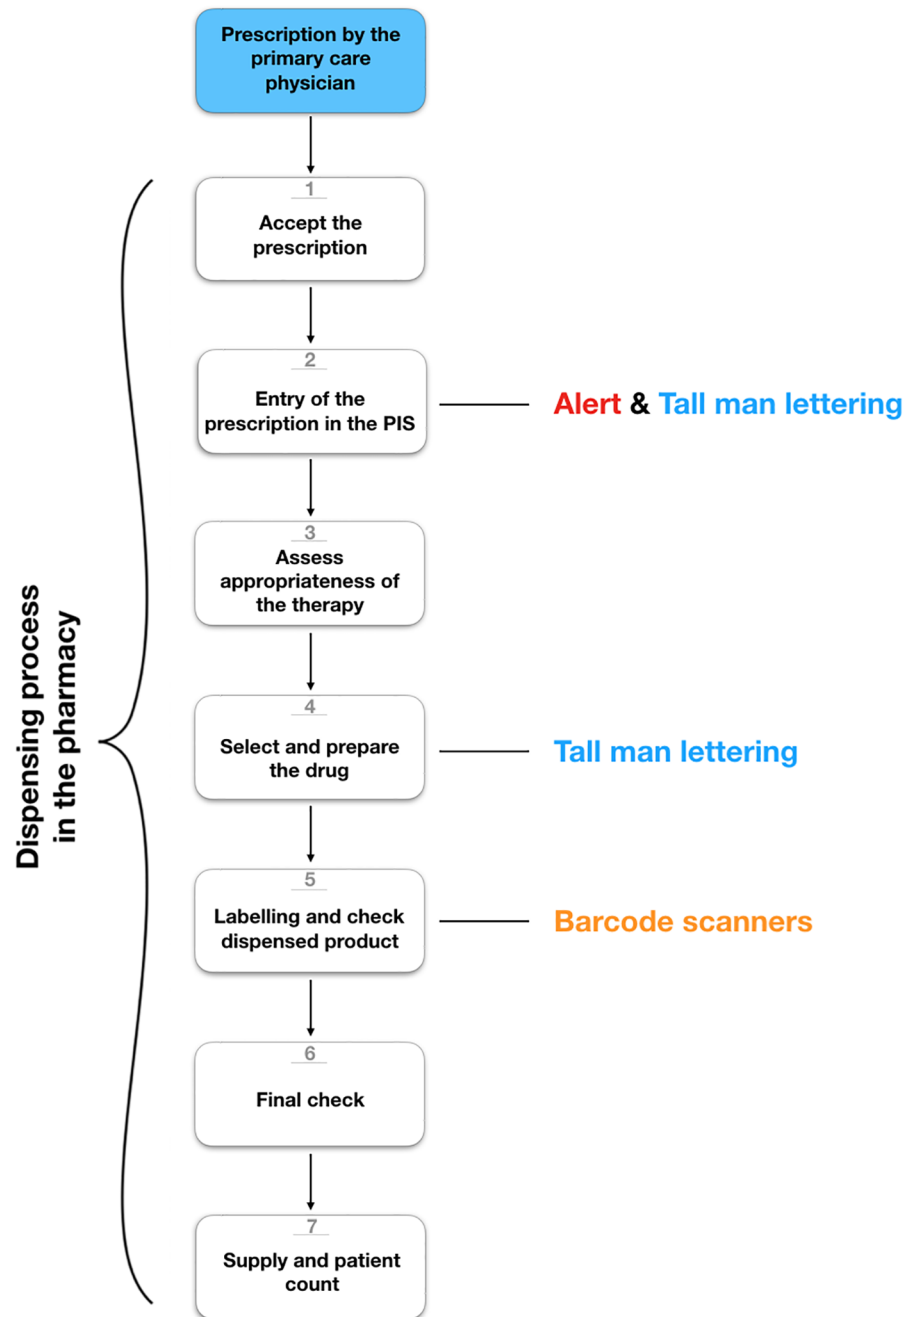 Prescription by the
primary care
physician
1
Accept the
prescription
2
Entry of the
prescription in the PIS
Alert & Tall man lettering
3
Assess
appropriateness of
the therapy
Dispensing process
in the pharmacy
4
Select and prepare
the drug
Tall man lettering
5
Labelling and check
dispensed product
Barcode scanners
6
Final check
7
Supply and patient
count